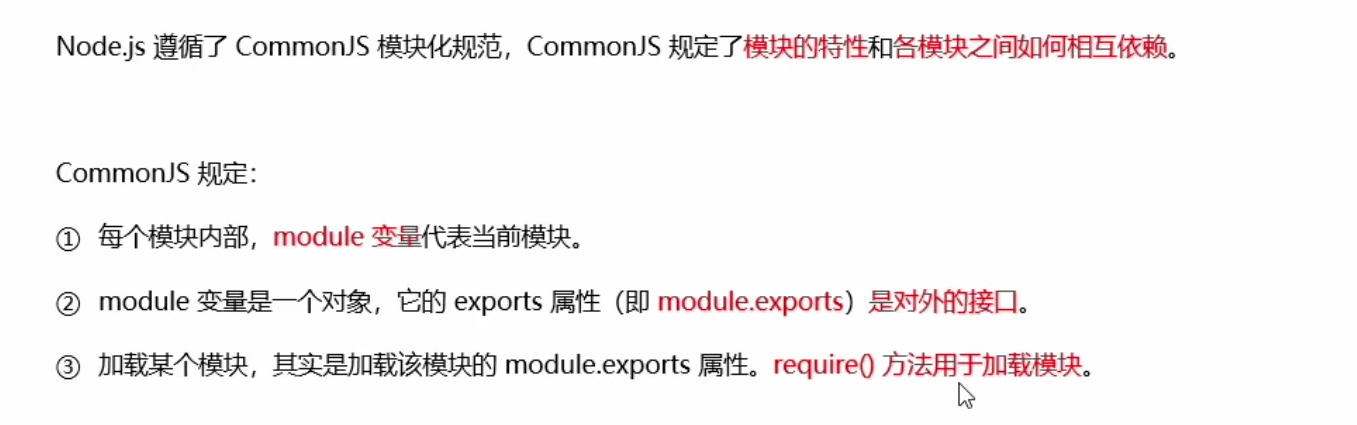 Node.js 遵循了 CommonJS 模块化规范，CommonJS 规定了模块的特性和各模块之间如何相互依赖。
CommonJS 规定：
① 每个模块内部，module 变量代表当前模块。
② module 变量是一个对象，它的 exports 属性（即 module.exports）是对外的接口。
③ 加载某个模块，其实是加载该模块的 module.exports 属性。require() 方法用于加载模块。